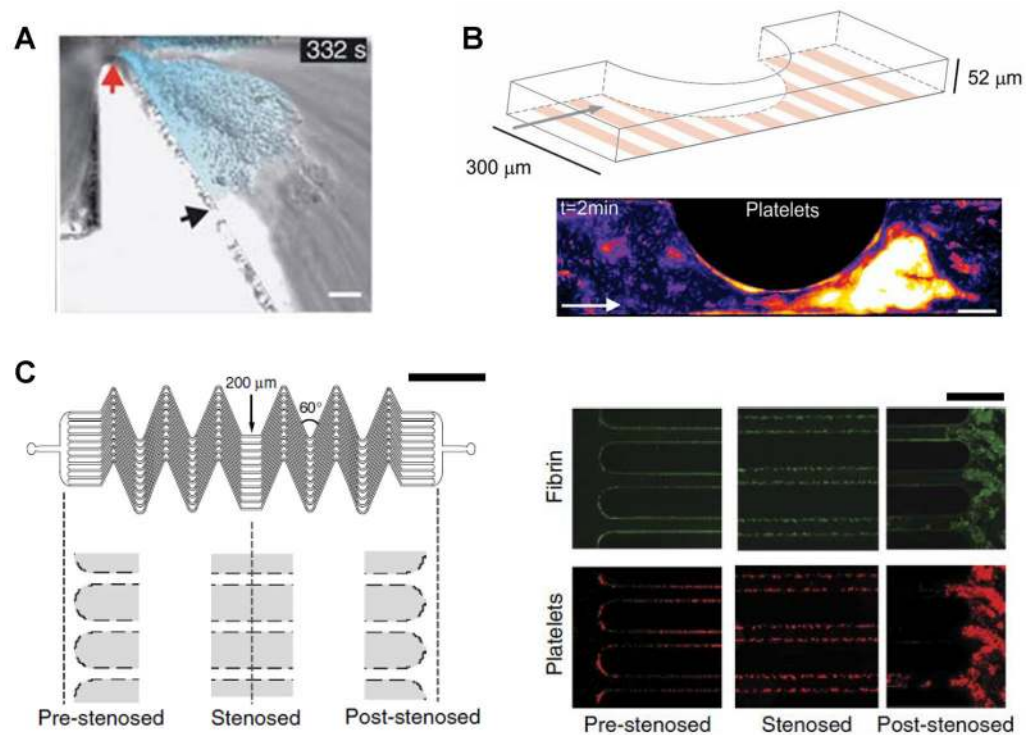 A
332 s
B
52 μm
300 μm
t=2min
Platelets
C
200 μm
60°
Pre-stenosed
Stenosed
Post-stenosed
Fibrin
Platelets
Pre-stenosed
Stenosed
Post-stenosed